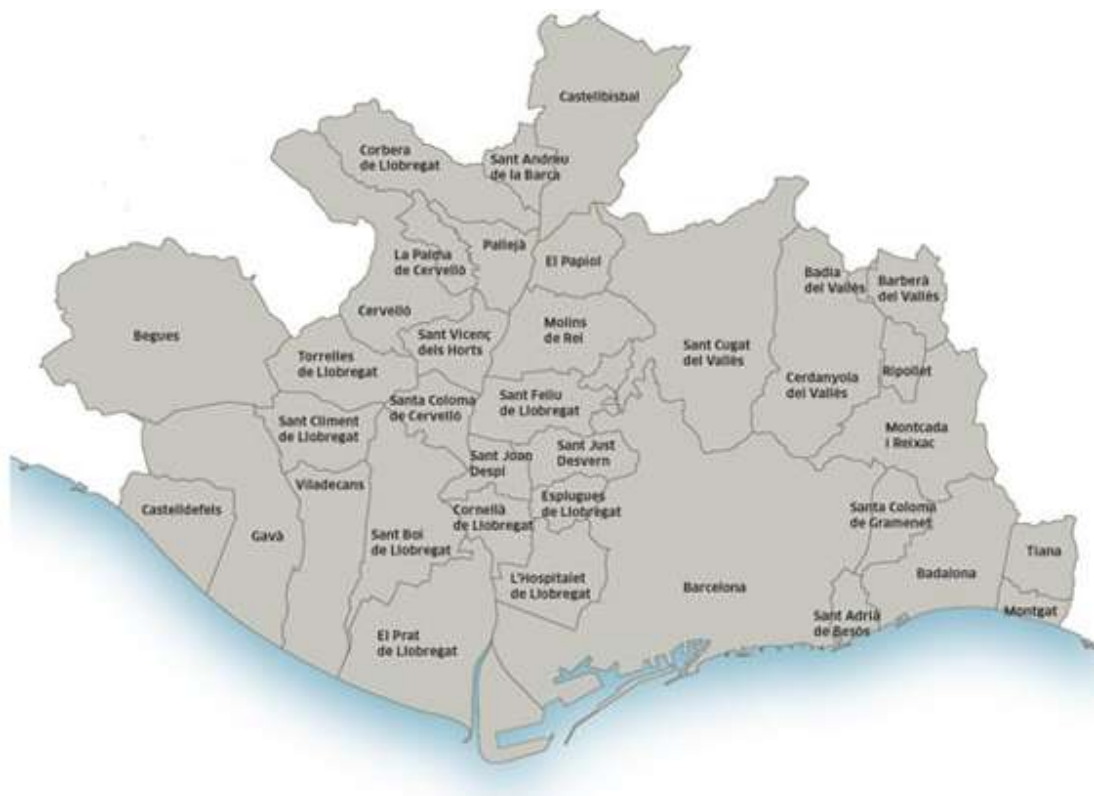 Castellbisbal
Corbera
de Llobregat
Sant Andreu
de la Barca
La Palma
de Cervelló
Pallejà
El Papiol
Badia
del Vallès
Barberà
del Vallès
Begues
Cervelló
Sant Vicenç
dels Horts
Molins
de Rei
Sant Cugat
del Vallès
Torrelles
de Llobregat
Cerdanyola
del Vallès
Ripollet
Santa Coloma
de Cervelló
Sant Feliu
de Llobregat
Sant Climent
de Llobregat
Montcada
i Reixac
Sant Joan
Despí
Sant Just
Desvern
Viladecans
Castelldefels
Gavà
Sant Boi
de Llobregat
Cornellà
de Llobregat
Esplugues
de Llobregat
Santa Coloma
de Gramenet
Tiana
L'Hospitalet
de Llobregat
Barcelona
Badalona
Montgat
Sant Adrià
de Besòs
El Prat
de Llobregat